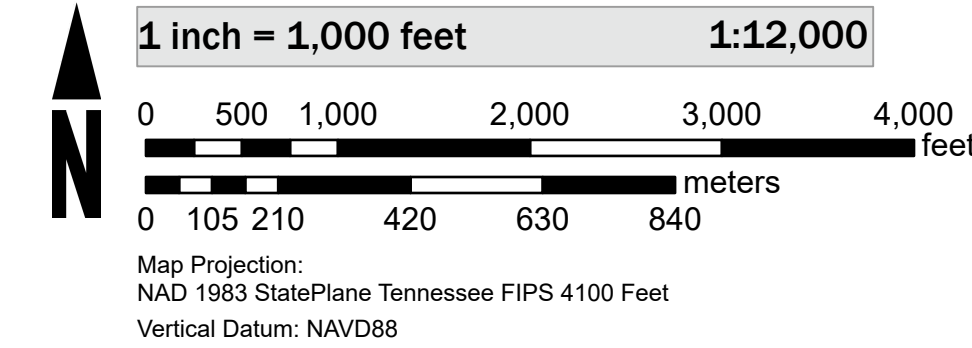 N
1 inch = 1,000 feet 1:12,000
0 500 1,000 2,000 3,000 4,000
feet
meters
0 105 210 420 630 840
Map Projection:
NAD 1983 StatePlane Tennessee FIPS 4100 Feet
Vertical Datum: NAVD88